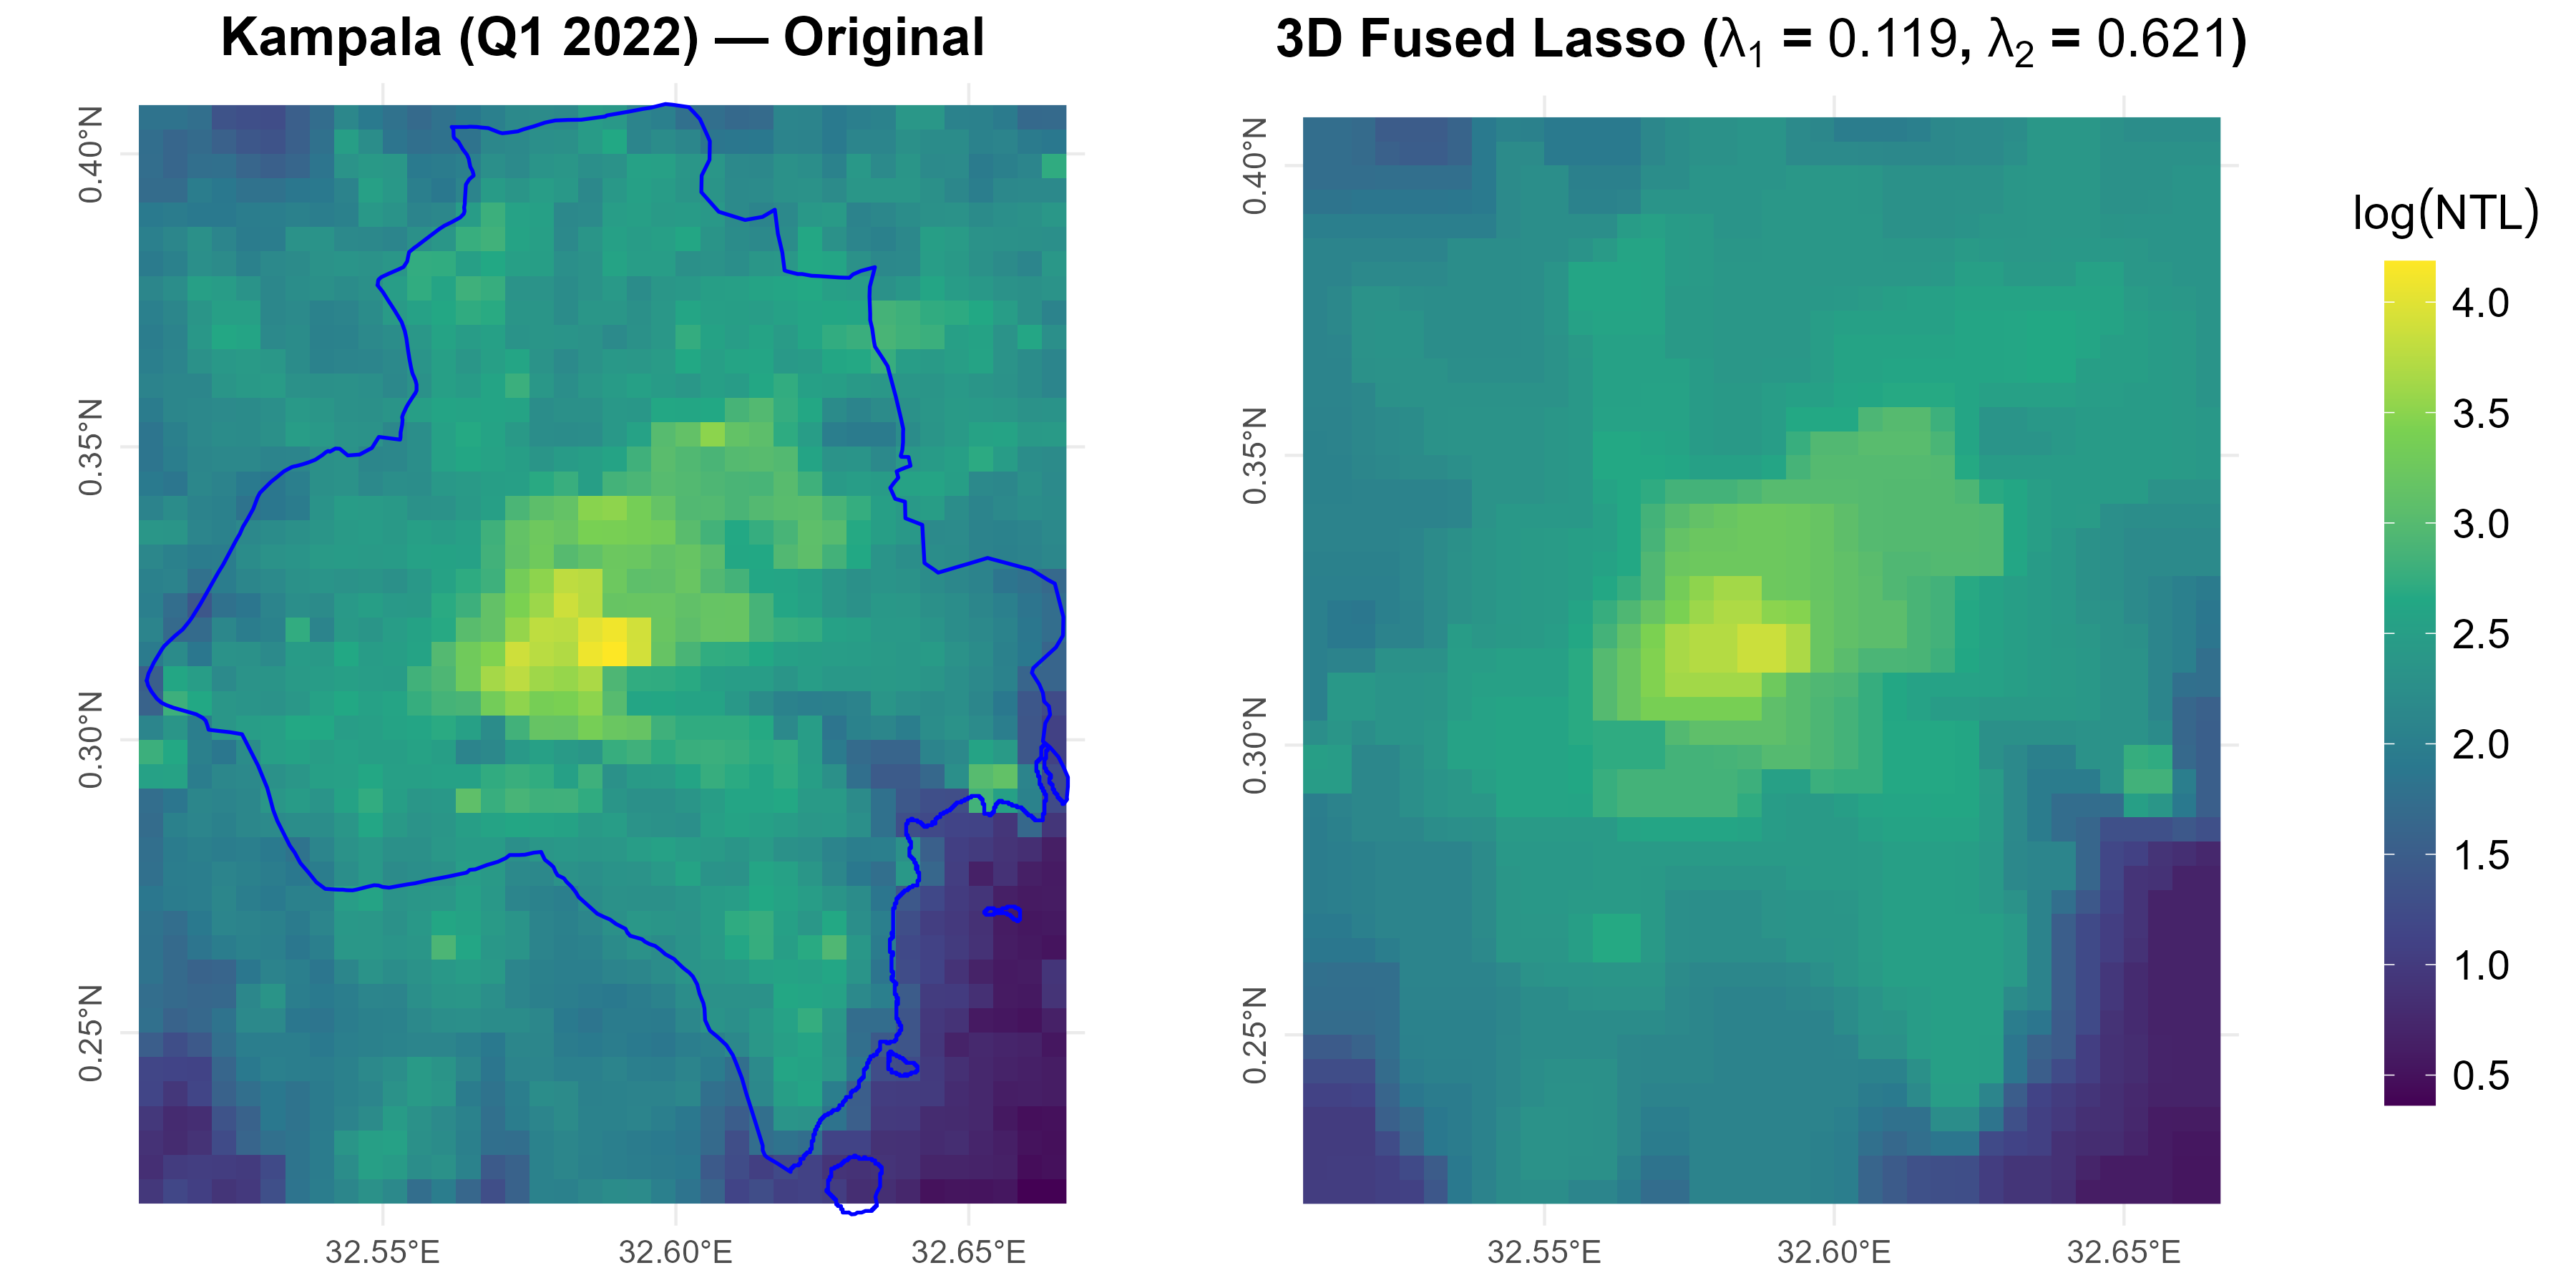 Kampala (Q1 2022) — Original
0.40°N
0.35°N
0.30°N
0.25°N
32.55°E 32.60°E 32.65°E
3D Fused Lasso (λ₁ = 0.119, λ₂ = 0.621)
0.40°N
0.35°N
0.30°N
0.25°N
32.55°E 32.60°E 32.65°E
log(NTL)
4.0
3.5
3.0
2.5
2.0
1.5
1.0
0.5